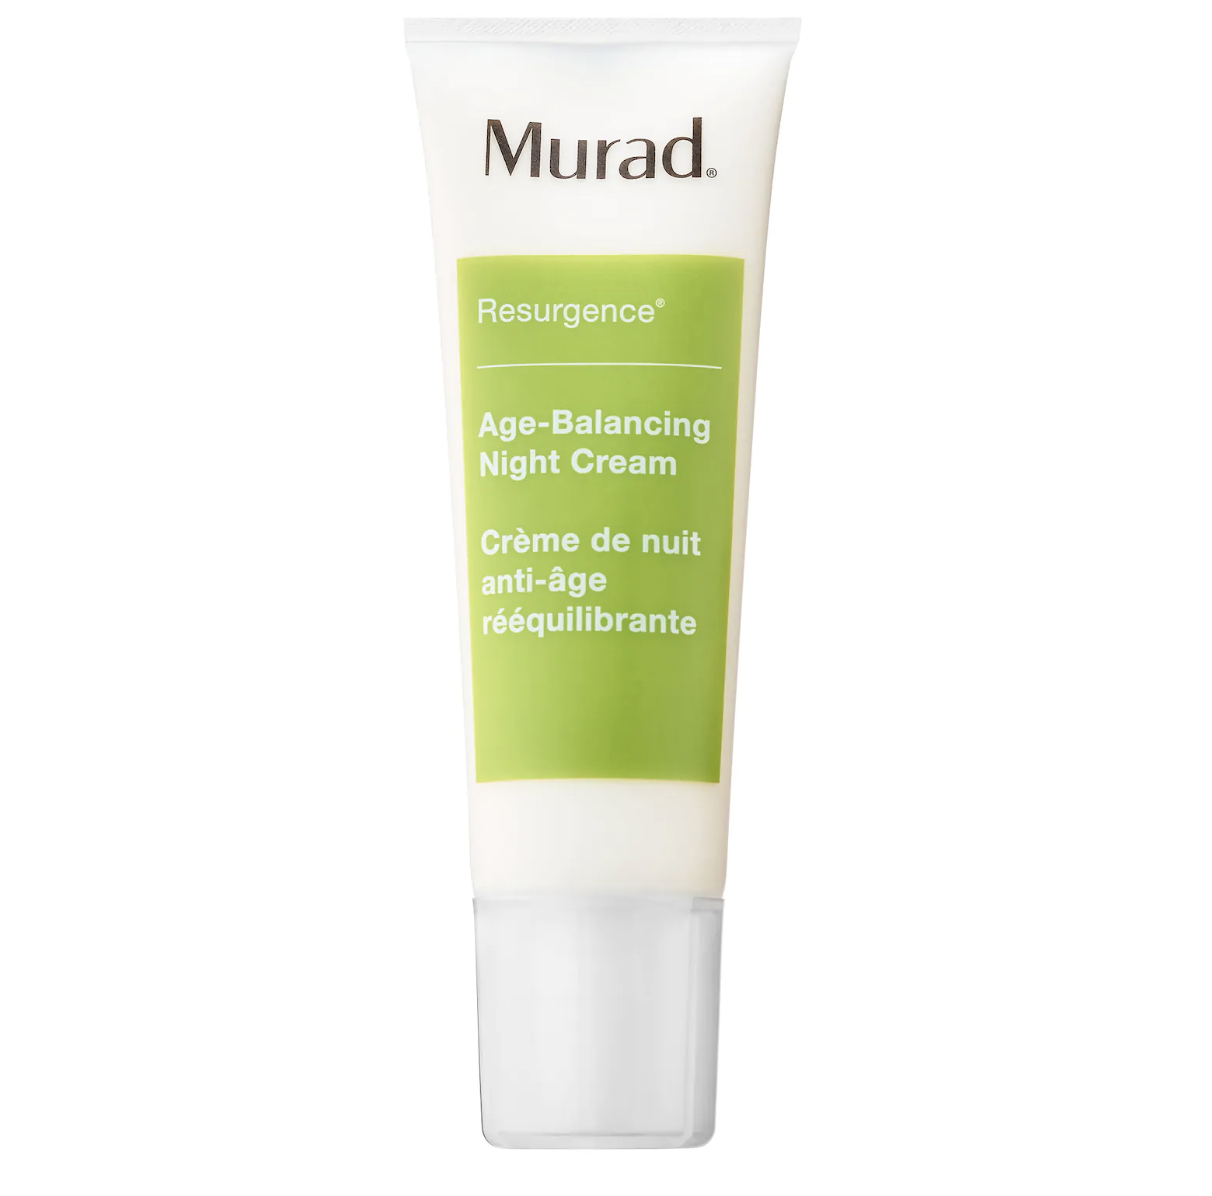 Murad®
Resurgence®
Age-Balancing
Night Cream
Crème de nuit
anti-âge
rééquilibrante